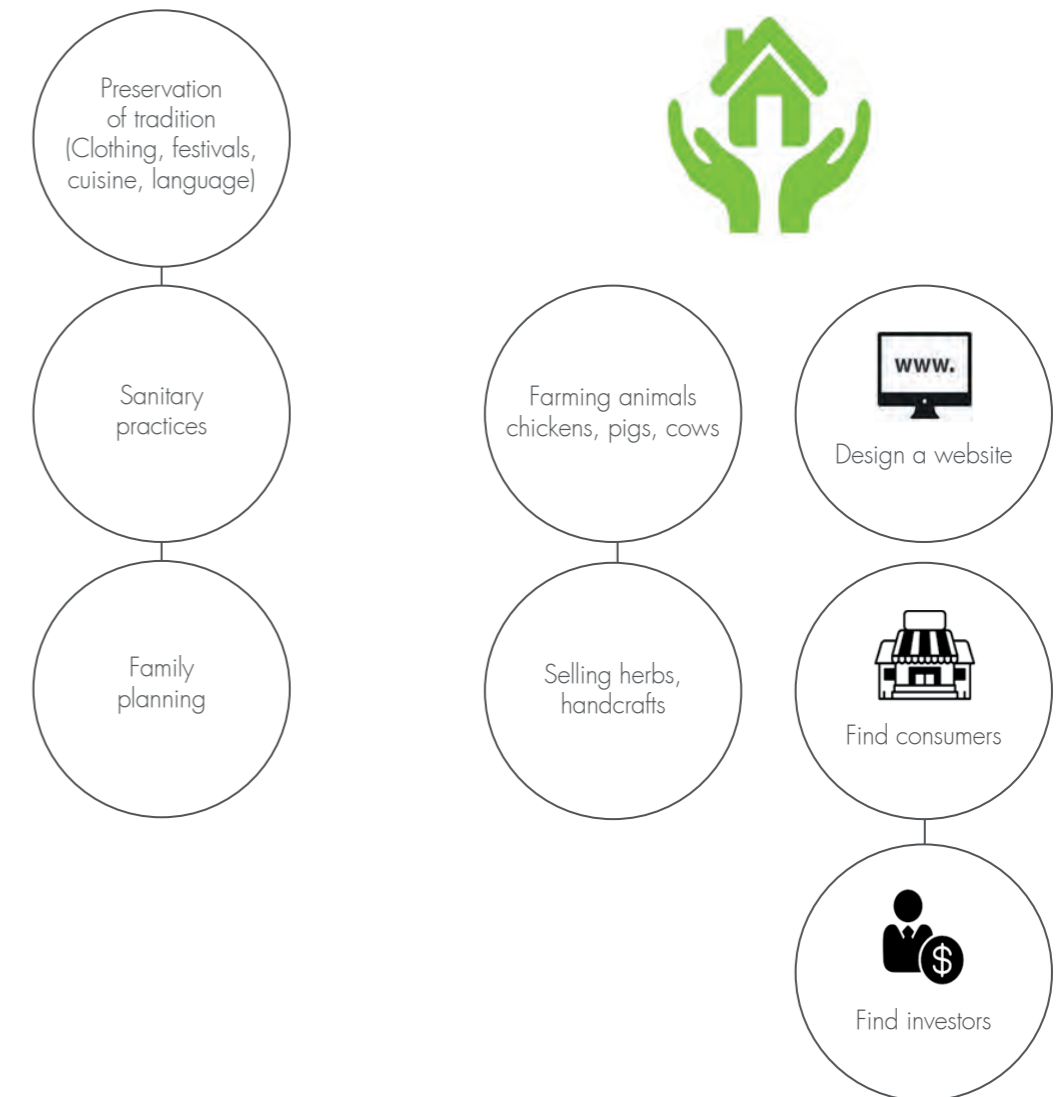 Preservation
of tradition
(Clothing, festivals,
cuisine, language)
Sanitary
practices
Family
planning
Farming animals
chickens, pigs, cows
Selling herbs,
handcrafts
www.
Design a website
Find consumers
$
Find investors